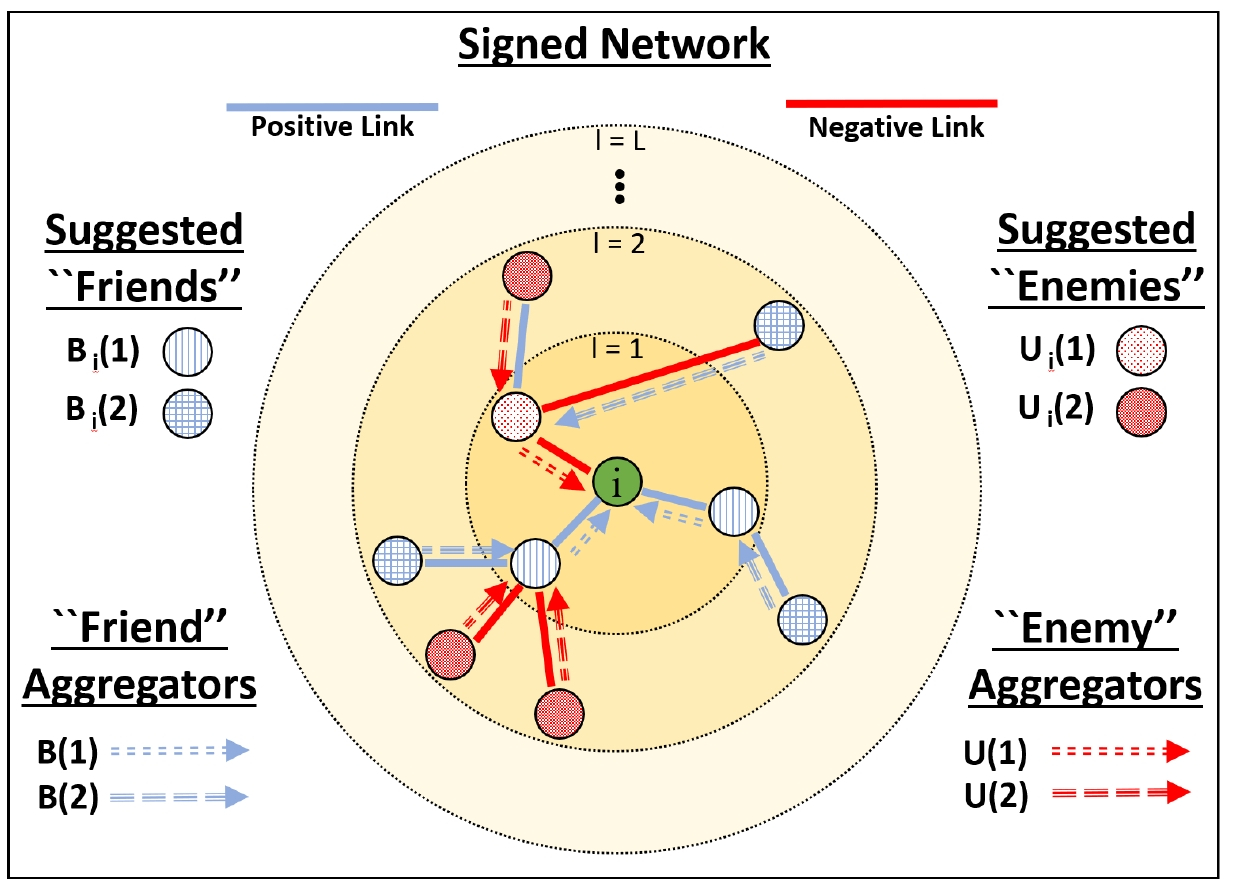 Signed Network
Positive Link
Negative Link
l = L
l = 2
l = 1
i
Suggested
``Friends’’
B i(1)
B i(2)
Suggested
``Enemies’’
U i(1)
U i(2)
``Friend’’
Aggregators
B(1)
B(2)
``Enemy’’
Aggregators
U(1)
U(2)